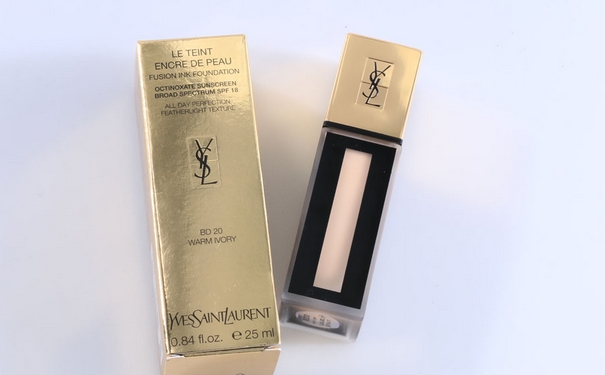 LE TEINT
ENCRE DE PEAU
FUSION INK FOUNDATION
OCTINOXATE SUNSCREEN
BROAD SPECTRUM SPF 18
ALL DAY PERFECTION
FEATHERLIGHT TEXTURE
YSL
BD 20
WARM IVORY
YVESSAINTLAURENT
0.84 fl.oz. ℮ 25 ml
YSL